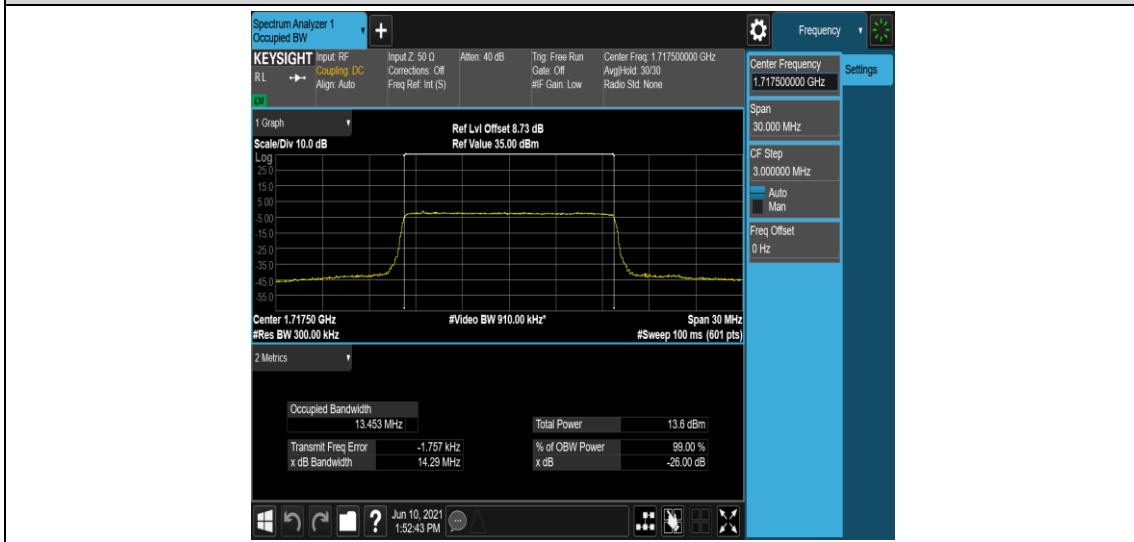 Spectrum Analyzer 1
Occupied BW
+
Frequency
KEYSIGHT
RL
LXI
Input: RF
Coupling: DC
Align: Auto
Input Z: 50 Ω
Corrections: Off
Freq Ref: Int (S)
Atten: 40 dB
Trig: Free Run
Gate: Off
#IF Gain: Low
Center Freq: 1.717500000 GHz
Avg|Hold: 30/30
Radio Std: None
Center Frequency
1.717500000 GHz
Settings
Span
30.000 MHz
CF Step
3.000000 MHz
Auto
Man
Freq Offset
0 Hz
1 Graph
Scale/Div 10.0 dB
Ref Lvl Offset 8.73 dB
Ref Value 35.00 dBm
Log
25.0
15.0
5.00
-5.00
-15.0
-25.0
-35.0
-45.0
-55.0
Center 1.71750 GHz
#Video BW 910.00 kHz*
Span 30 MHz
#Res BW 300.00 kHz
#Sweep 100 ms (601 pts)
2 Metrics
Occupied Bandwidth
13.453 MHz
Total Power 13.6 dBm
Transmit Freq Error -1.757 kHz
% of OBW Power 99.00 %
x dB Bandwidth 14.29 MHz
x dB -26.00 dB
?
Jun 10, 2021
1:52:43 PM